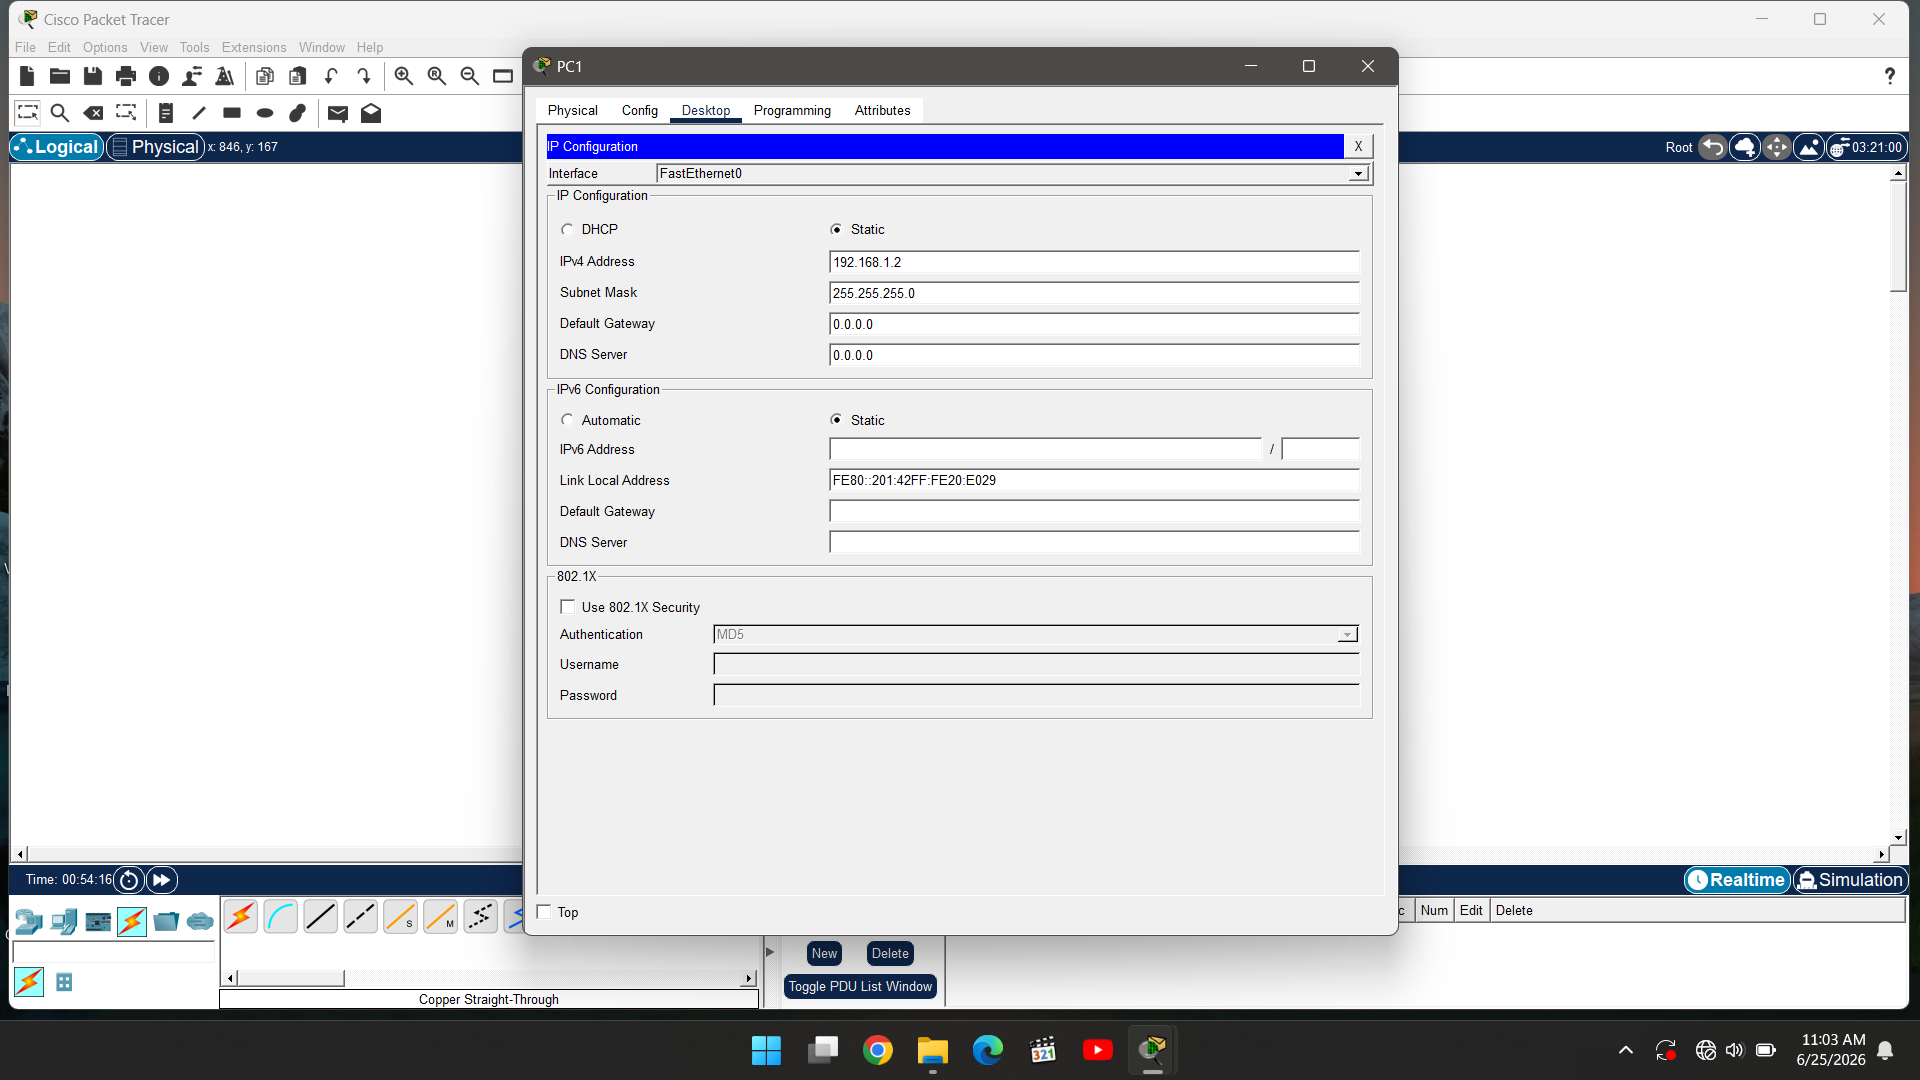 Cisco Packet Tracer
File Edit Options View Tools Extensions Window Help
?
Logical Physical x: 846, y: 167
Root 03:21:00
PC1
Physical Config Desktop Programming Attributes
IP Configuration X
Interface FastEthernet0
IP Configuration
DHCP Static
IPv4 Address 192.168.1.2
Subnet Mask 255.255.255.0
Default Gateway 0.0.0.0
DNS Server 0.0.0.0
IPv6 Configuration
Automatic Static
IPv6 Address /
Link Local Address FE80::201:42FF:FE20:E029
Default Gateway
DNS Server
802.1X
Use 802.1X Security
Authentication MD5
Username
Password
Top
Time: 00:54:16
Realtime Simulation
S M
c Num Edit Delete
New Delete
Toggle PDU List Window
Copper Straight-Through
321
11:03 AM
6/25/2026